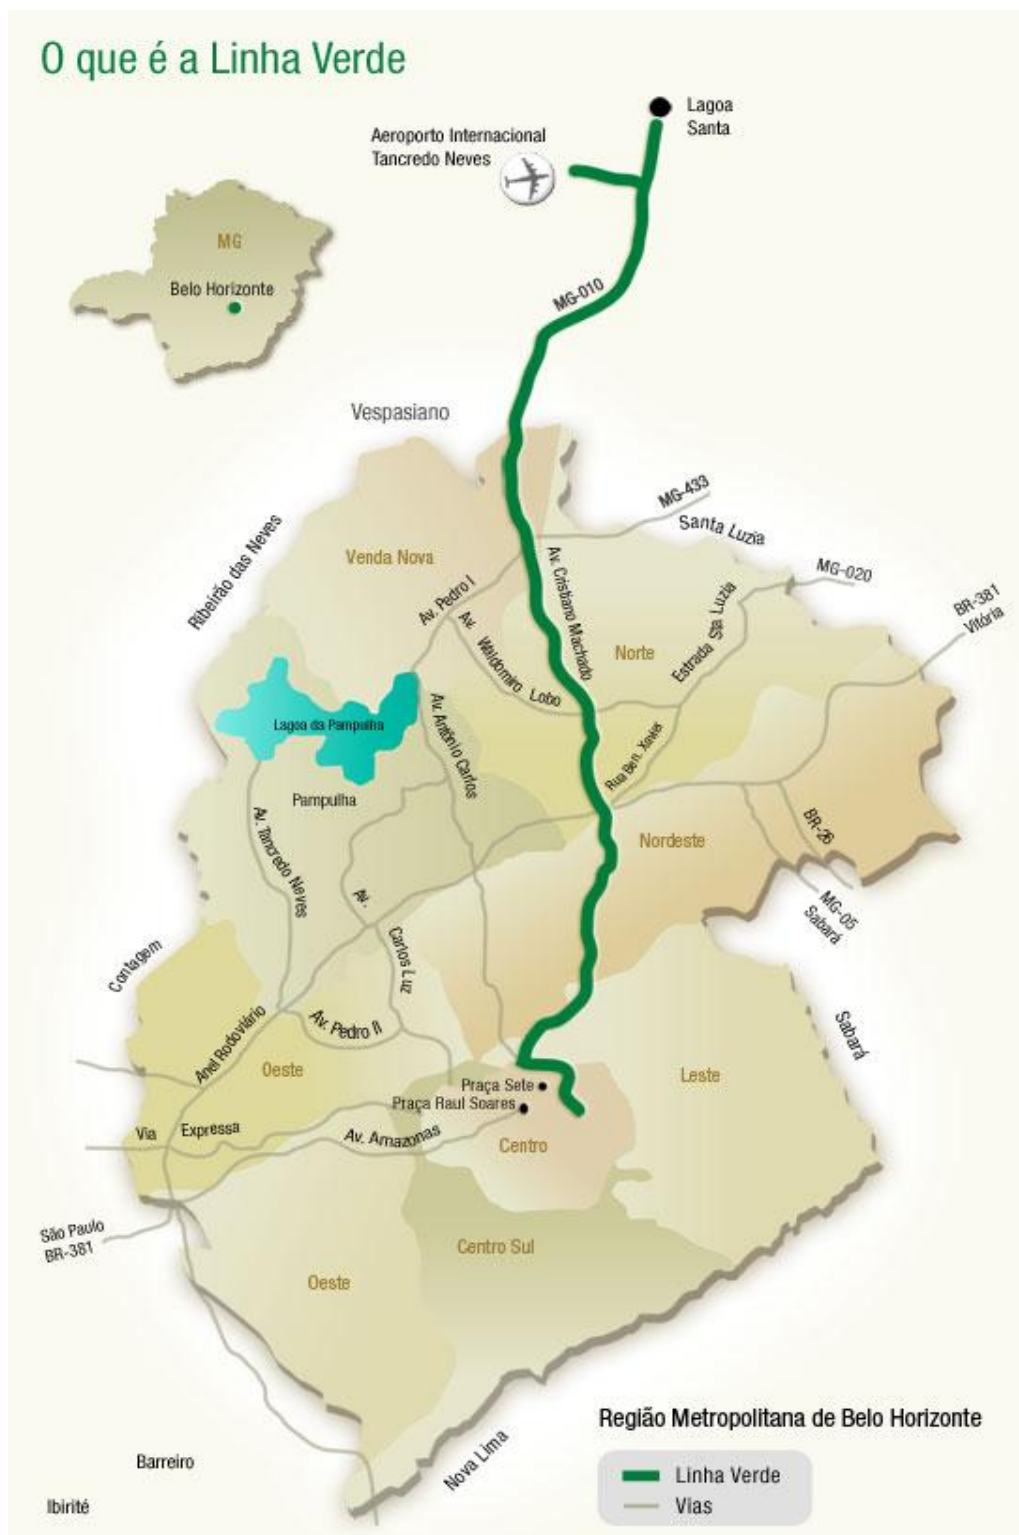 O que é a Linha Verde
Lagoa
Santa
Aeroporto Internacional
Tancredo Neves
MG
Belo Horizonte
MG-010
Vespasiano
MG-433
Santa Luzia
MG-020
BR-381
Vitória
Ribeirão das Neves
Venda Nova
Av. Pedro I
Av. Cristiano Machado
Av. Waldomiro Lobo
Norte
Estrada Sta Luzia
Lagoa da Pampulha
Av. Antônio Carlos
Rua Beti. Xavier
Pampulha
Av. Tancredo Neves
Nordeste
BR-26
MG-05
Sabará
Av. Carlos Luz
Contagem
Anel Rodoviário
Av. Pedro II
Sabará
Oeste
Leste
Praça Sete
Praça Raul Soares
Via Expressa
Av. Amazonas
Centro
São Paulo
BR-381
Centro Sul
Oeste
Região Metropolitana de Belo Horizonte
Linha Verde
Vias
Nova Lima
Barreiro
Ibirité